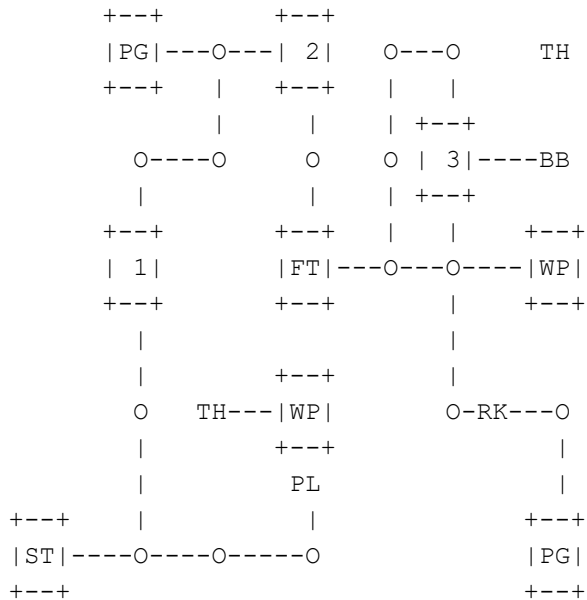 +--+        +--+
|PG|---O---| 2|   O---O      TH
+--+   |   +--+   |   |
       |     |    | +--+
  O----O     O    O | 3|----BB
  |          |    | +--+
+--+       +--+   |   |    +--+
| 1|       |FT|---O---O----|WP|
+--+       +--+       |    +--+
  |                   |
  |        +--+       |
  O   TH---|WP|       O-RK---O
  |        +--+              |
  |         PL               |
+--+   |          |        +--+
|ST|----O----O----O        |PG|
+--+                       +--+